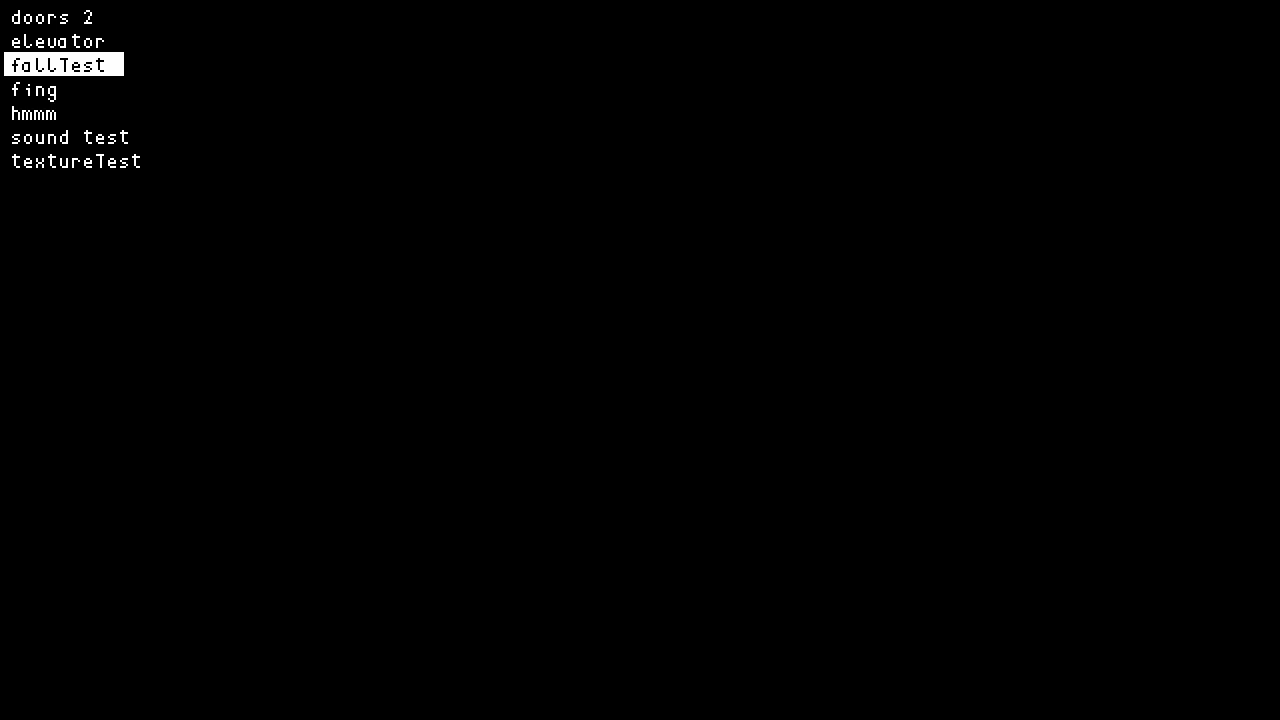 doors 2
elevator
fallTest
fing
hmmm
sound test
textureTest